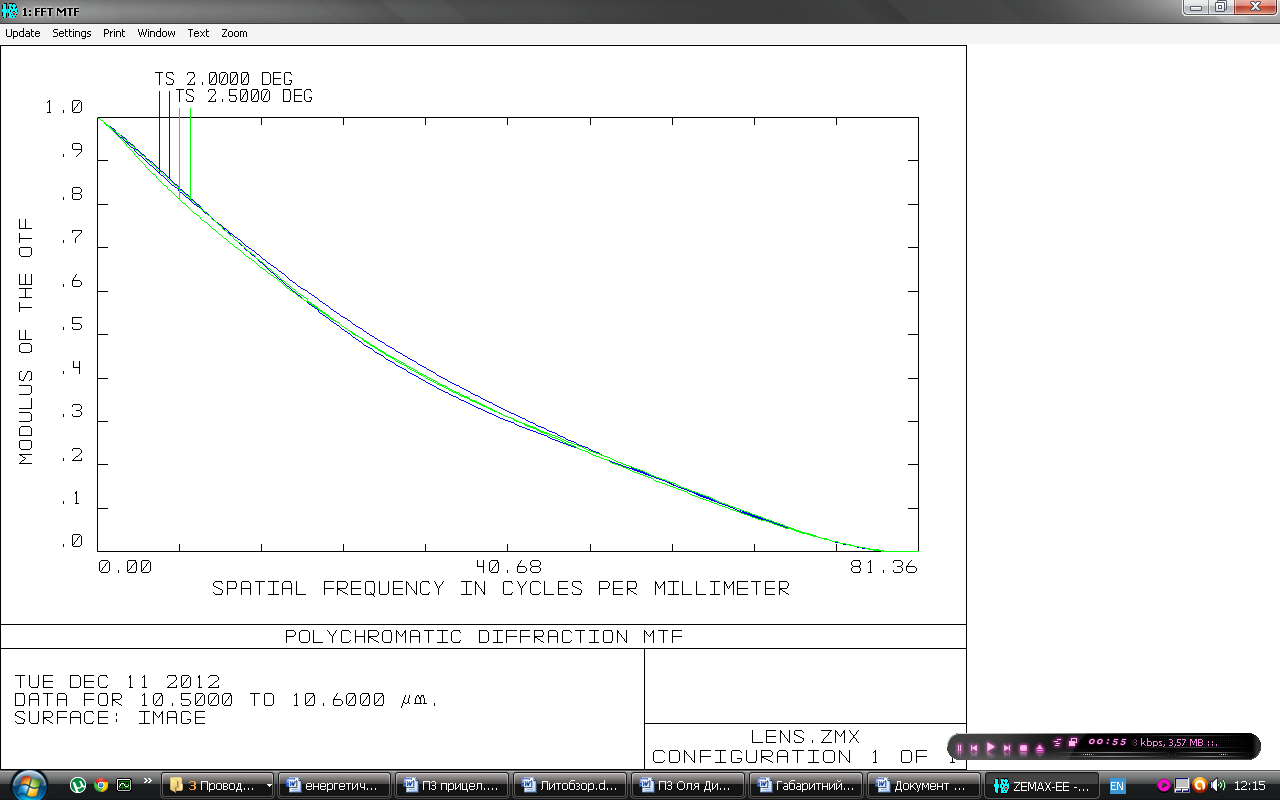 1: FFT MTF
Update Settings Print Window Text Zoom
TS 2.0000 DEG
TS 2.5000 DEG
1.0
.9
.8
.7
.6
.5
.4
.3
.2
.1
.0
MODULUS OF THE OTF
0.00 40.68 81.36
SPATIAL FREQUENCY IN CYCLES PER MILLIMETER
POLYCHROMATIC DIFFRACTION MTF
TUE DEC 11 2012
DATA FOR 10.5000 TO 10.6000 µm.
SURFACE: IMAGE
LENS.ZMX
CONFIGURATION 1 OF 1
00:55 8 kbps, 3,57 MB ::.
» 3 Провод... енергетич... ПЗ прицел.... Литобзор.d... ПЗ Оля Ди... Габаритний... Документ ... ZEMAX-EE -... EN 12:15